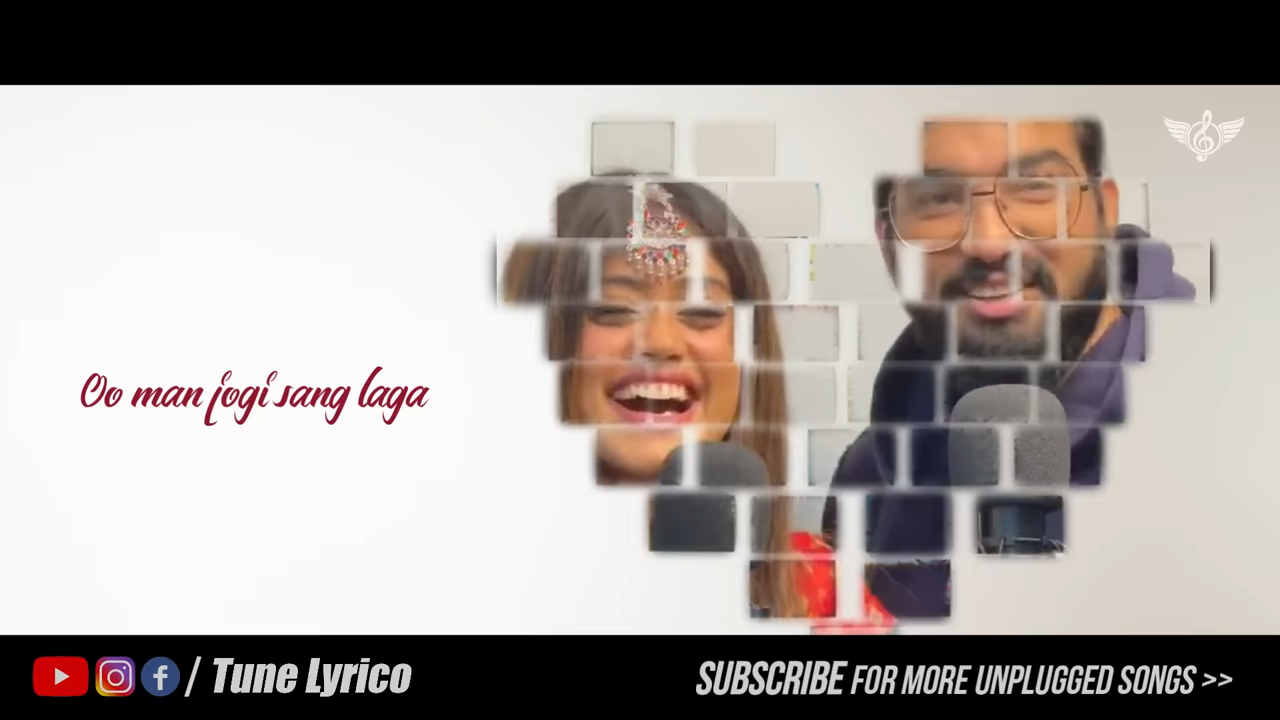 Oo man jogi sang laga
/ Tune Lyrico
SUBSCRIBE FOR MORE UNPLUGGED SONGS >>